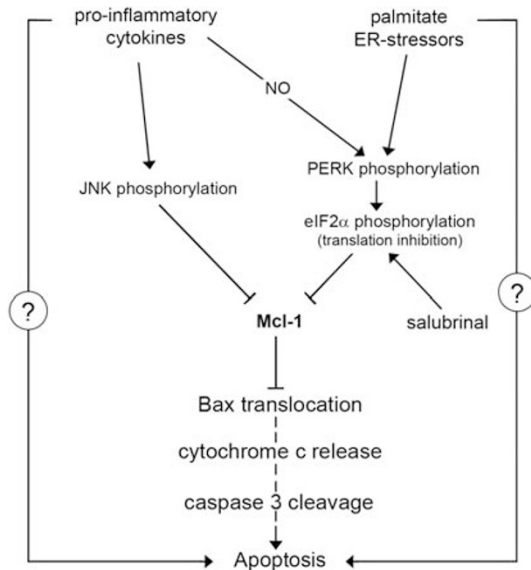 pro-inflammatory
cytokines
palmitate
ER-stressors
NO
PERK phosphorylation
JNK phosphorylation
eIF2α phosphorylation
(translation inhibition)
?
?
Mcl-1
salubrinal
Bax translocation
cytochrome c release
caspase 3 cleavage
Apoptosis